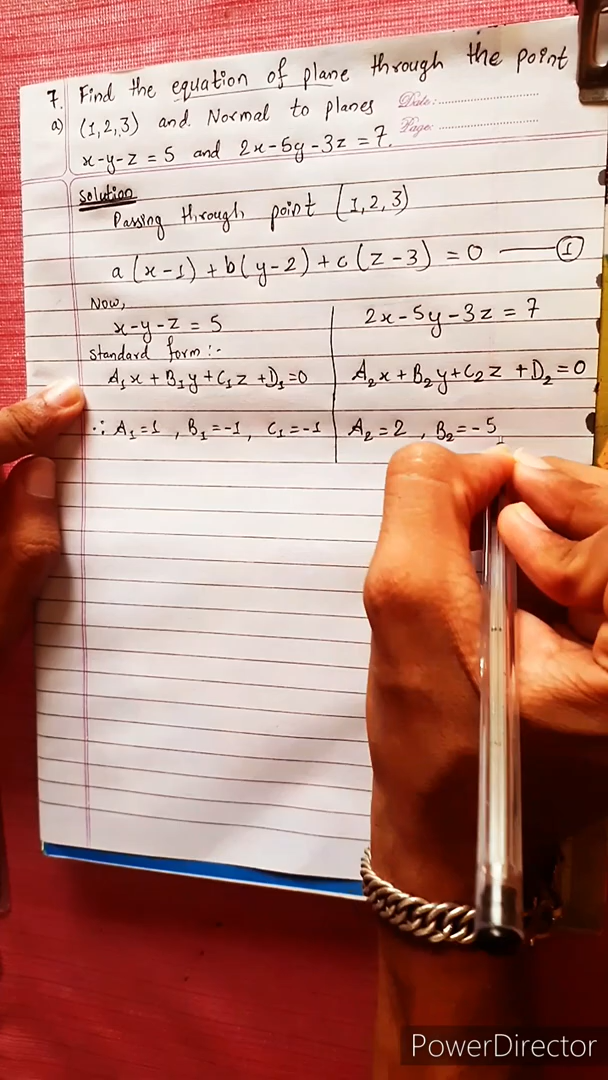 7. Find the equation of plane through the point
a) (1,2,3) and Normal to planes
Date:
x-y-z = 5 and 2x-5y-3z = 7.
Page:
Solution
Passing through point (1,2,3)
a(x-1)+b(y-2)+c(z-3) = 0 —— ①
Now,
x-y-z = 5
standard form:-
A₁x+B₁y+C₁z+D₁=0
∴ A₁=1, B₁=-1, C₁=-1
2x-5y-3z = 7
A₂x+B₂y+C₂z+D₂=0
A₂=2, B₂=-5
PowerDirector